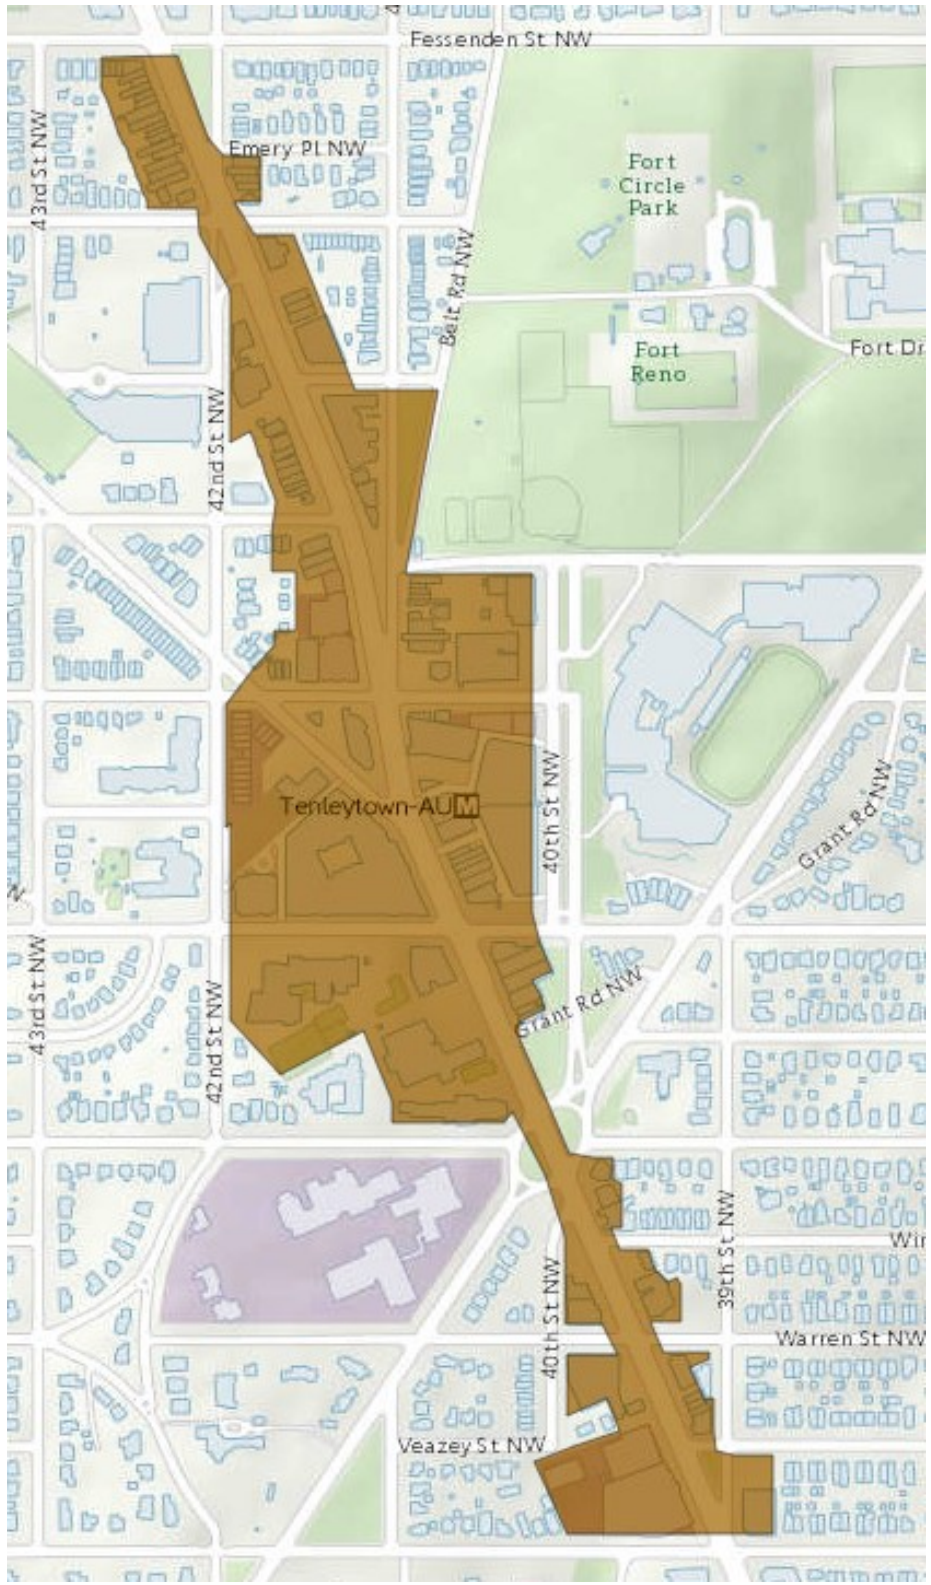 Fessenden St NW
43rd St NW
Emery Pl NW
Fort
Circle
Park
Belt Rd NW
Fort
Reno
Fort Dr
42nd St NW
Tenleytown-AU M
40th St NW
Grant Rd NW
43rd St NW
42nd St NW
Grant Rd NW
39th St NW
Wir
40th St NW
Warren St NW
Veazey St NW